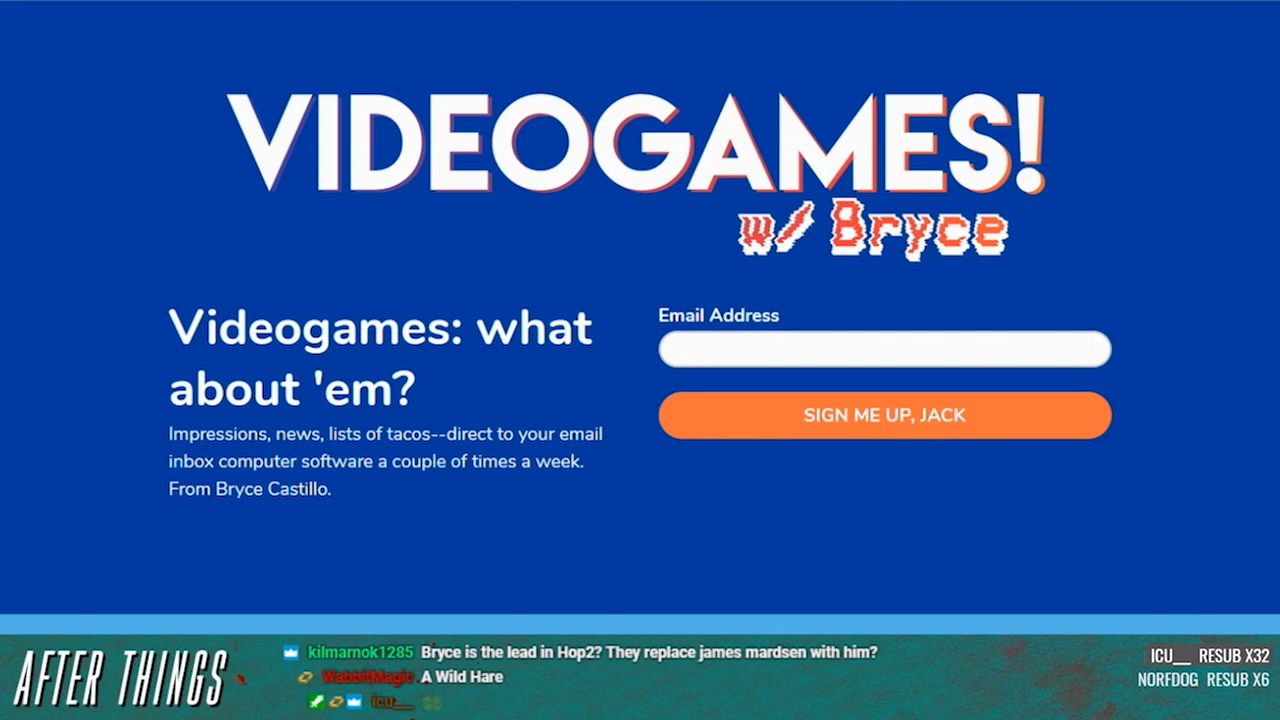 VIDEOGAMES!
w/ Bryce
Videogames: what
about 'em?
Impressions, news, lists of tacos--direct to your email
inbox computer software a couple of times a week.
From Bryce Castillo.
Email Address
SIGN ME UP, JACK
AFTER THINGS
kilmarnok1285 Bryce is the lead in Hop2? They replace james mardsen with him?
WabbitMagic A Wild Hare
icu__
ICU__ RESUB X32
NORFDOG RESUB X6